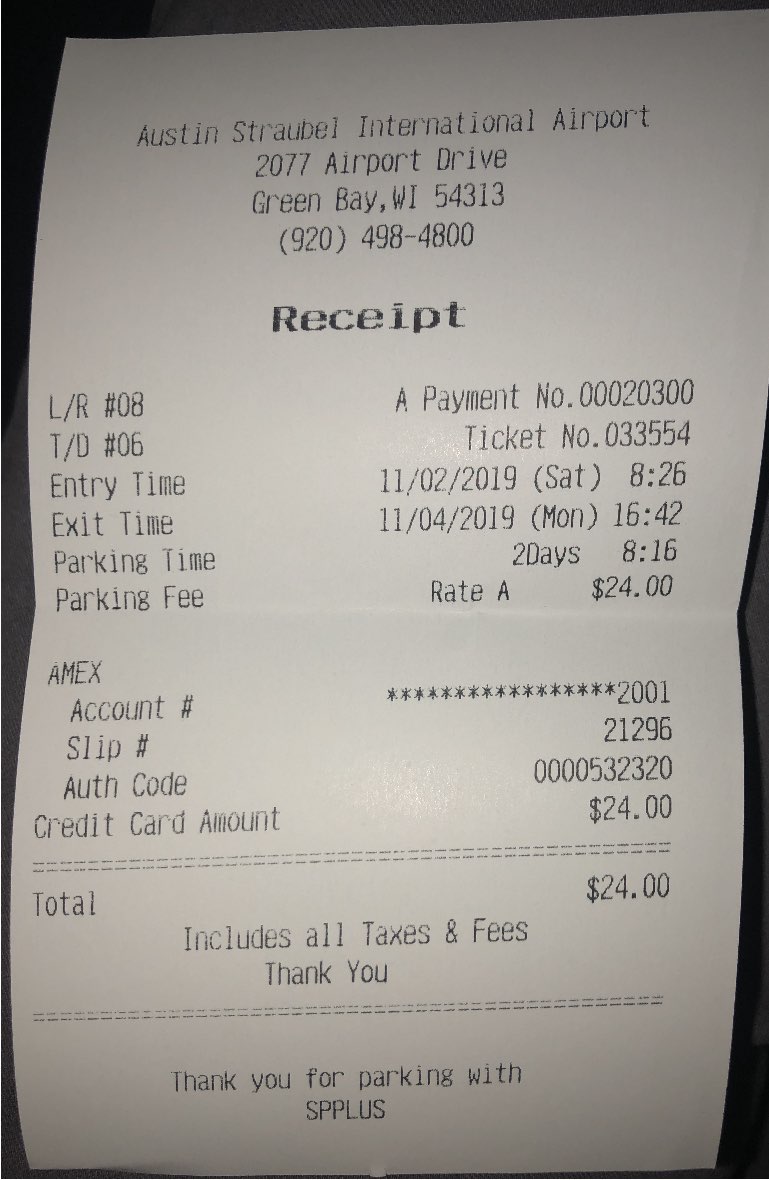 Austin Straubel International Airport
2077 Airport Drive
Green Bay,WI 54313
(920) 498-4800
Receipt
L/R #08 A Payment No.00020300
T/D #06 Ticket No.033554
Entry Time 11/02/2019 (Sat) 8:26
Exit Time 11/04/2019 (Mon) 16:42
Parking Time 2Days 8:16
Parking Fee Rate A $24.00
AMEX
Account # *****************2001
Slip # 21296
Auth Code 0000532320
Credit Card Amount $24.00
Total $24.00
Includes all Taxes & Fees
Thank You
Thank you for parking with
SPPLUS